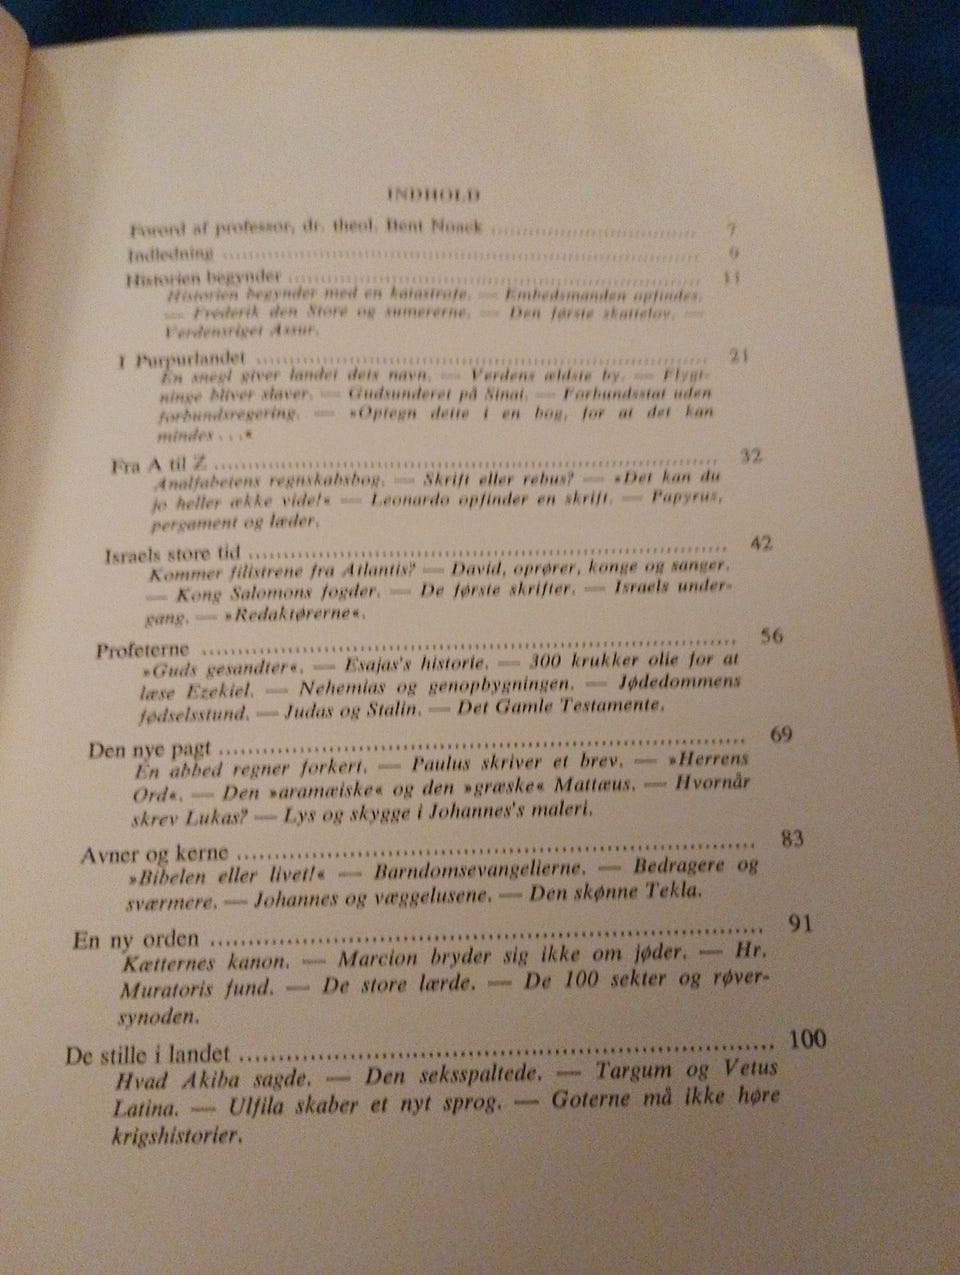 INDHOLD
Forord af professor, dr. theol. Bent Noack .......................... 7
Indledning .......................... 9
Historien begynder .......................... 11
Historien begynder med en katastrofe. — Embedsmanden opfindes.
— Frederik den Store og sumererne. — Den første skattelov. —
Verdensriget Assur.
I Purpurlandet .......................... 21
En snegl giver landet dets navn. — Verdens ældste by. — Flygt-
ninge bliver slaver. — Gudsunderet på Sinai. — Forbundsstat uden
forbundsregering. — »Optegn dette i en bog, for at det kan
mindes . . .«
Fra A til Z .......................... 32
Analfabetens regnskabsbog. — Skrift eller rebus? — »Det kan du
jo heller ække vide!« — Leonardo opfinder en skrift. — Papyrus,
pergament og læder.
Israels store tid .......................... 42
Kommer filistrene fra Atlantis? — David, oprører, konge og sanger.
— Kong Salomons fogder. — De første skrifter. — Israels under-
gang. — »Redaktørerne«.
Profeterne .......................... 56
»Guds gesandter«. — Esajas's historie. — 300 krukker olie for at
læse Ezekiel. — Nehemias og genopbygningen. — Jødedommens
fødselsstund. — Judas og Stalin. — Det Gamle Testamente.
Den nye pagt .......................... 69
En abbed regner forkert. — Paulus skriver et brev. — »Herrens
Ord«. — Den »aramæiske« og den »græske« Mattæus. — Hvornår
skrev Lukas? — Lys og skygge i Johannes's maleri.
Avner og kerne .......................... 83
»Bibelen eller livet!« — Barndomsevangelierne. — Bedragere og
sværmere. — Johannes og væggelusene. — Den skønne Tekla.
En ny orden .......................... 91
Kætternes kanon. — Marcion bryder sig ikke om jøder. — Hr.
Muratoris fund. — De store lærde. — De 100 sekter og røver-
synoden.
De stille i landet .......................... 100
Hvad Akiba sagde. — Den seksspaltede. — Targum og Vetus
Latina. — Ulfila skaber et nyt sprog. — Goterne må ikke høre
krigshistorier.